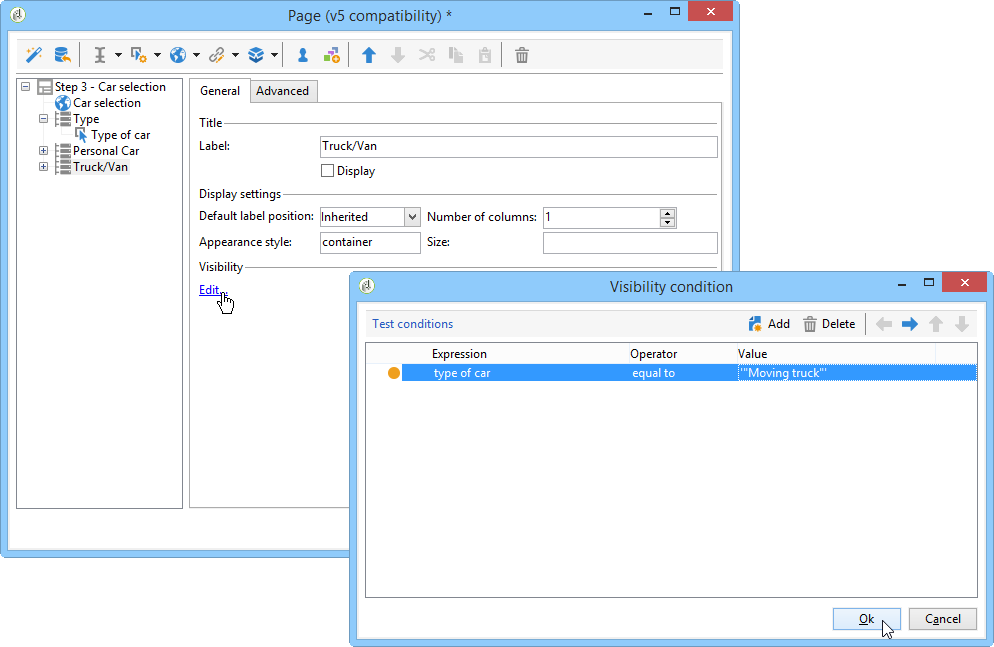 Page (v5 compatibility) *
Step 3 - Car selection
Car selection
Type
Type of car
Personal Car
Truck/Van
General Advanced
Title
Label: Truck/Van
Display
Display settings
Default label position: Inherited Number of columns: 1
Appearance style: container Size:
Visibility
Edit...
Visibility condition
Test conditions Add Delete
Expression Operator Value
type of car equal to '"Moving truck"'
Ok Cancel